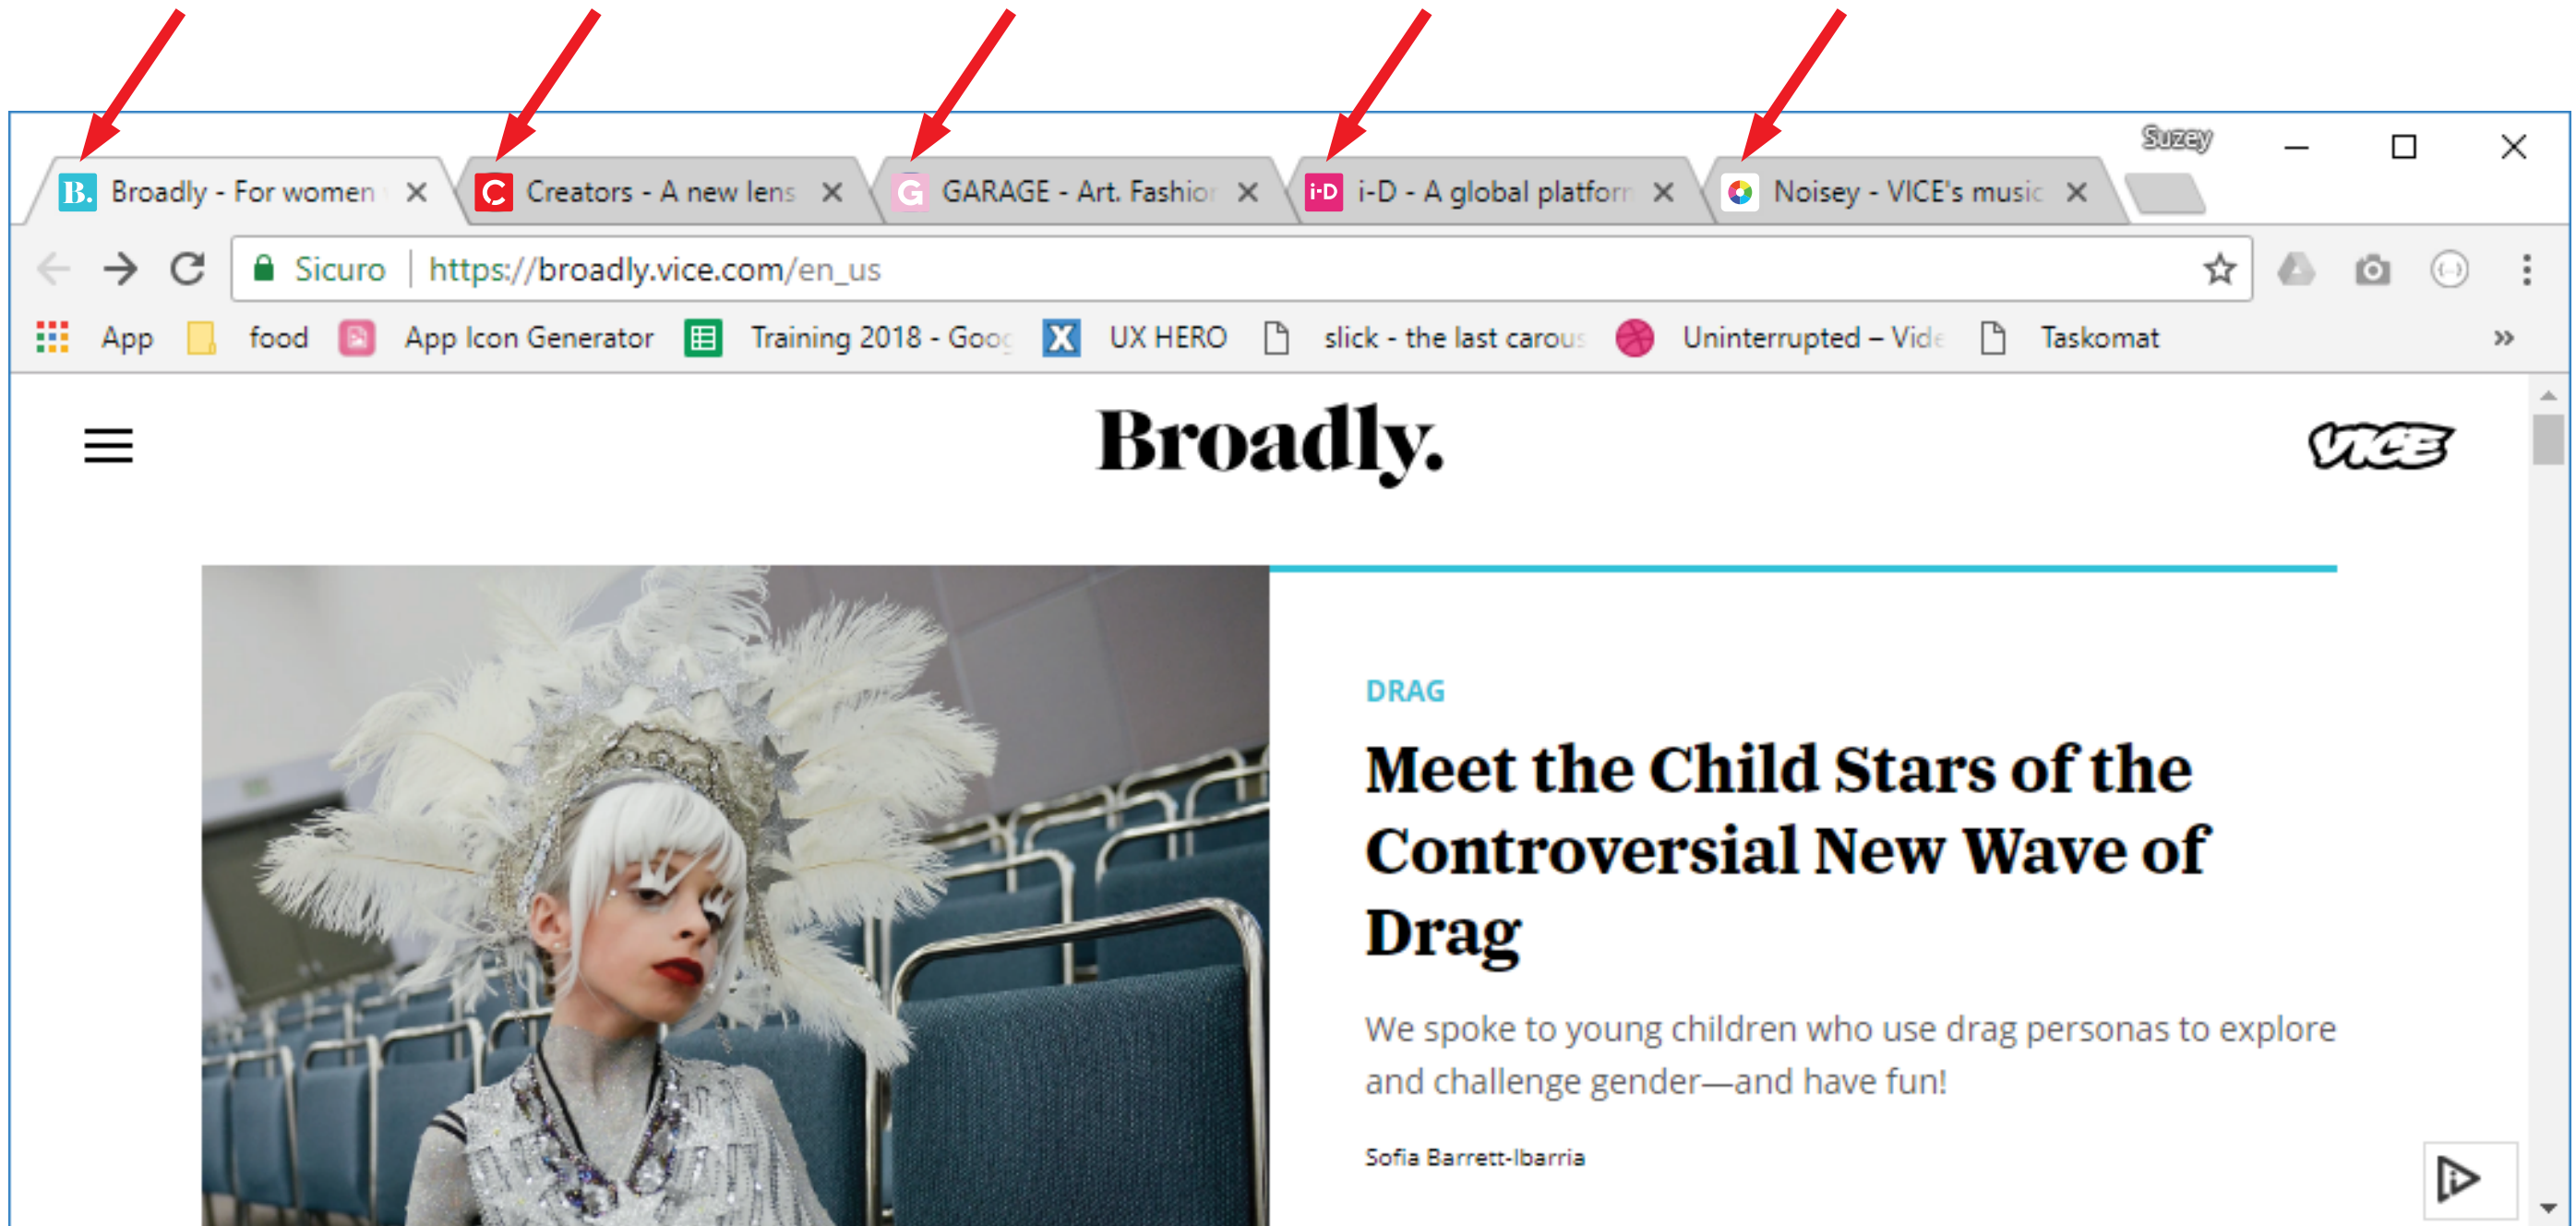 Suzey
B. Broadly - For women
C Creators - A new lens
G GARAGE - Art. Fashion
i-D i-D - A global platform
Noisey - VICE's music
Sicuro https://broadly.vice.com/en_us
App food App Icon Generator Training 2018 - Goog X UX HERO slick - the last carous Uninterrupted – Vide Taskomat »
Broadly.
VICE
DRAG
Meet the Child Stars of the
Controversial New Wave of
Drag
We spoke to young children who use drag personas to explore
and challenge gender—and have fun!
Sofia Barrett-Ibarria